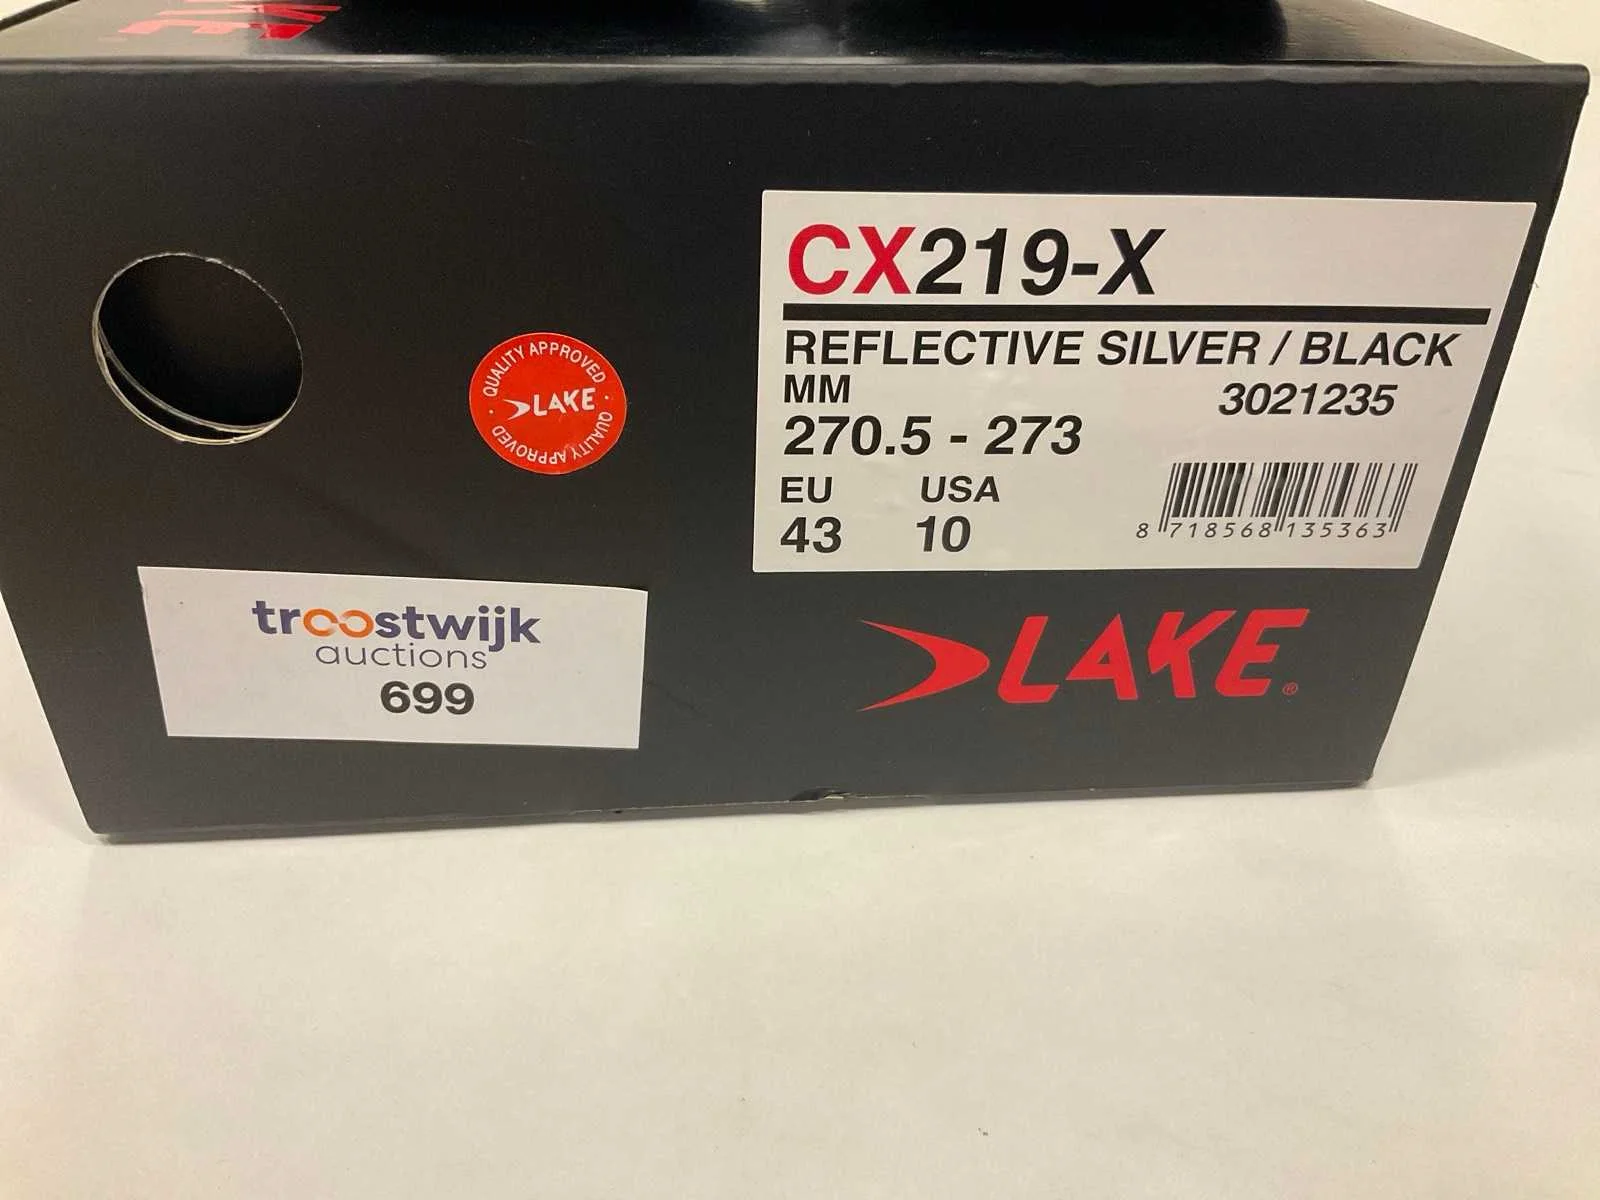 KE
CX219-X
REFLECTIVE SILVER / BLACK
MM
3021235
270.5 - 273
EU USA
43 10
8 718568 135363
QUALITY APPROVED · QUALITY APPROVED ·
LAKE
troostwijk
auctions
699
LAKE®